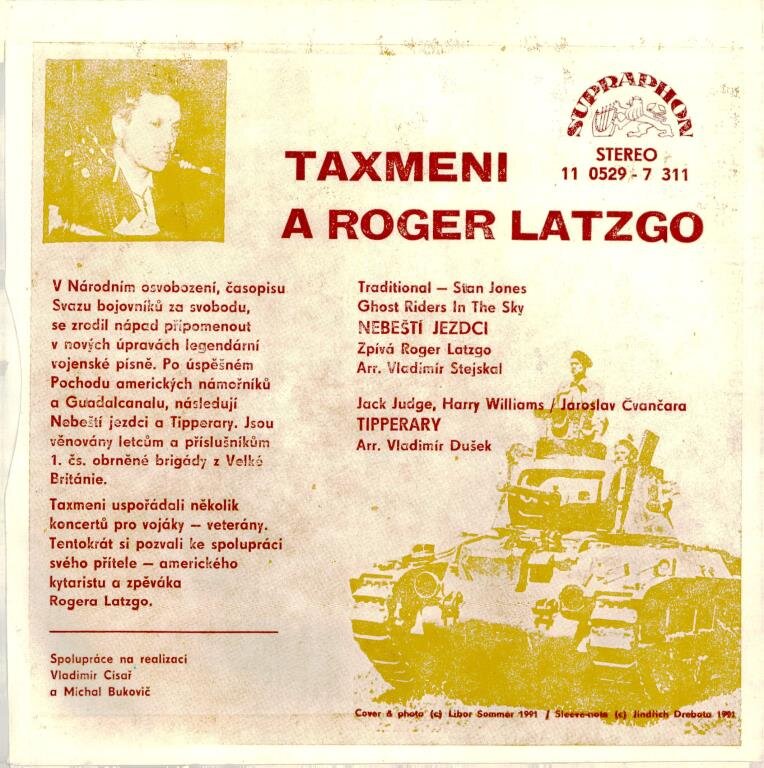 SUPRAPHON
STEREO
11 0529 - 7 311
TAXMENI
A ROGER LATZGO
V Národním osvobození, časopisu
Svazu bojovníků za svobodu,
se zrodil nápad připomenout
v nových úpravách legendární
vojenské písně. Po úspěšném
Pochodu amerických námořníků
a Guadalcanalu, následují
Nebeští jezdci a Tipperary. Jsou
věnovány letcům a příslušníkům
1. čs. obrněné brigády z Velké
Británie.
Taxmeni uspořádali několik
koncertů pro vojáky — veterány.
Tentokrát si pozvali ke spolupráci
svého přítele — amerického
kytaristu a zpěváka
Rogera Latzgo.
Spolupráce na realizaci
Vladimír Císař
a Michal Bukovič
Traditional — Stan Jones
Ghost Riders In The Sky
NEBEŠTÍ JEZDCI
Zpívá Roger Latzgo
Arr. Vladimír Stejskal
Jack Judge, Harry Williams / Jaroslav Čvančara
TIPPERARY
Arr. Vladimír Dušek
Cover & photo (c) Libor Sommer 1991 / Sleeve-note (c) Jindřich Drebota 1991